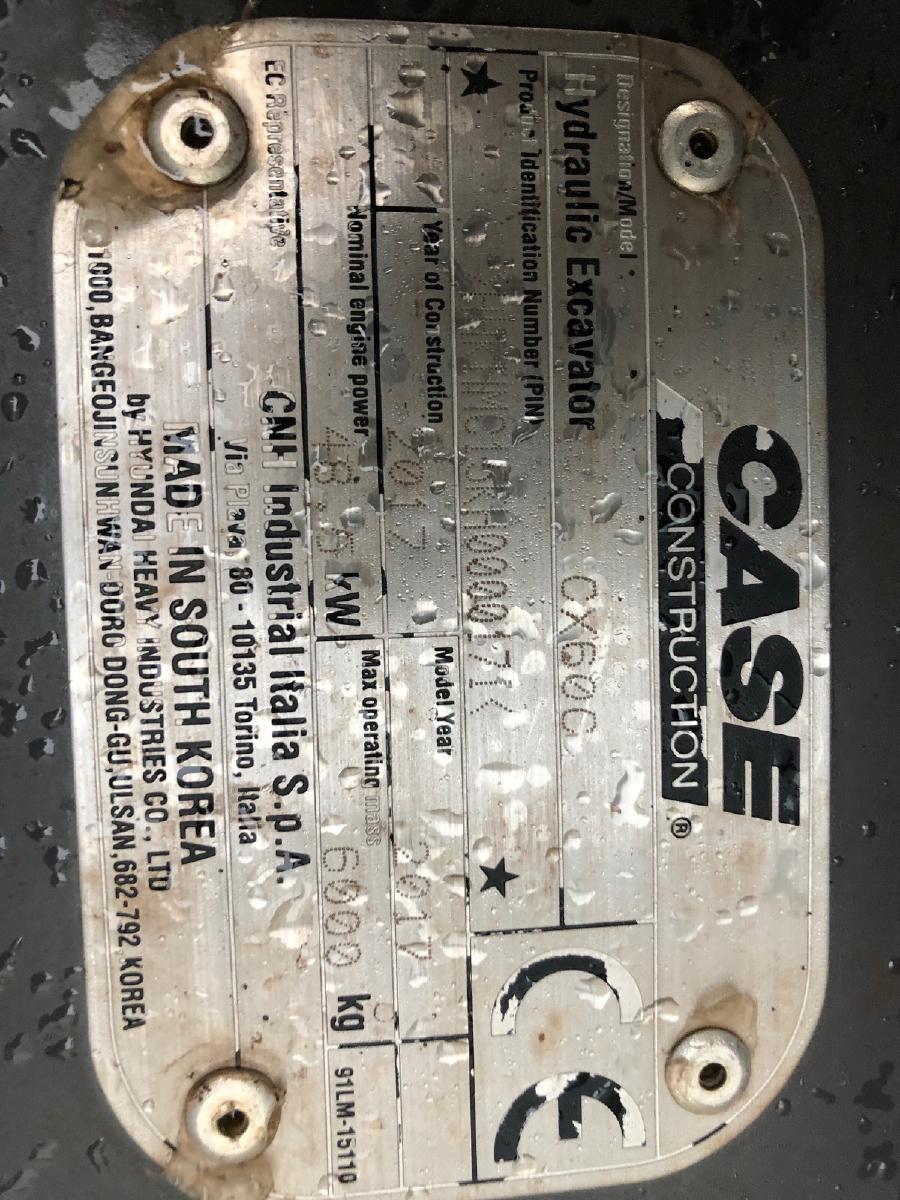 CASE
CONSTRUCTION®
Designation/Model :
Hydraulic Excavator CX60C
Product Identification Number (PIN)
★ ★
CE
Year of Construction 2017
Model Year 2017
Nominal engine power kW
Max operating mass 6000 kg
91LM-15110
EC Representative
CNH Industrial Italia S.p.A.
Via Plava, 80 - 10135 Torino, Italia
MADE IN SOUTH KOREA
by HYUNDAI HEAVY INDUSTRIES CO., LTD
1000, BANGEOJINSUNHWAN-DORO DONG-GU, ULSAN, 682-792 KOREA